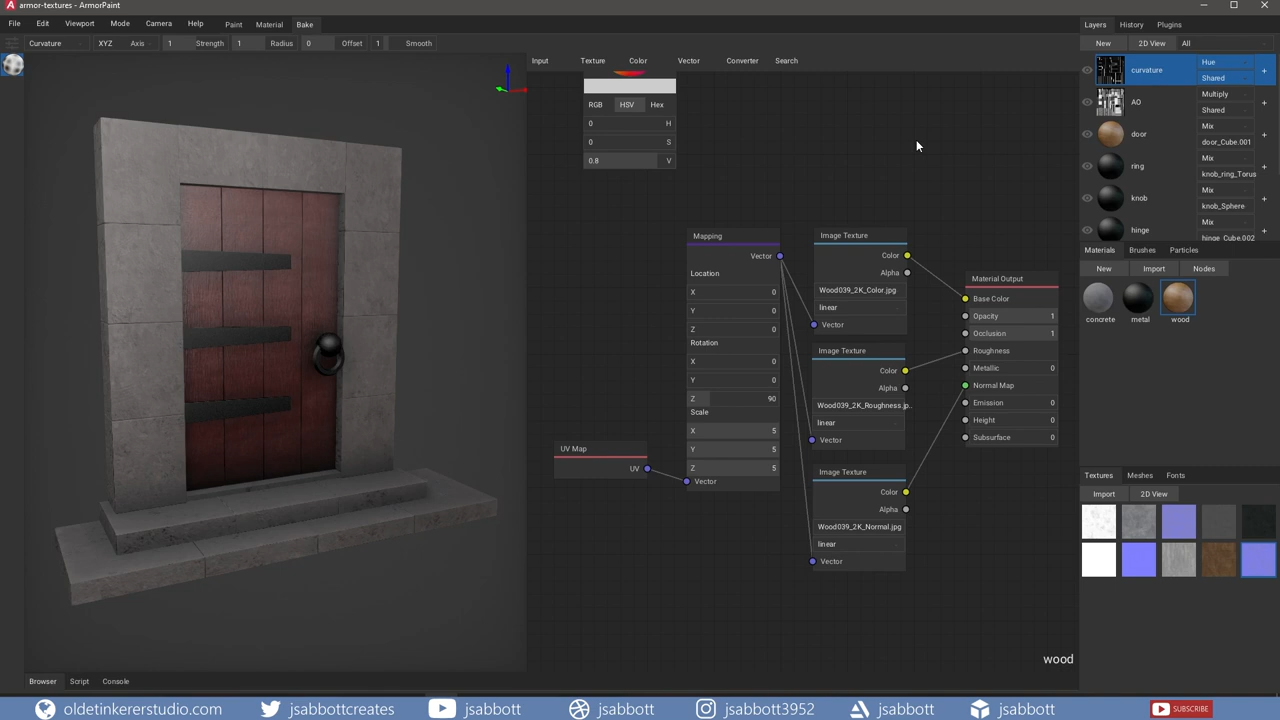 armor-textures - ArmorPaint
File Edit Viewport Mode Camera Help Paint Material Bake
Layers History Plugins
Curvature XYZ Axis 1 Strength 1 Radius 0 Offset 1 Smooth
New 2D View All
Input Texture Color Vector Converter Search
curvature Hue
Shared
AO Multiply
Shared
door Mix
door_Cube.001
ring Mix
knob_ring_Torus
knob Mix
knob_Sphere
hinge Mix
hinge_Cube.002
RGB HSV Hex
0 H
0 S
0.8 V
Mapping
Vector
Location
X 0
Y 0
Z 0
Rotation
X 0
Y 0
Z 90
Scale
X 5
Y 5
Z 5
Vector
UV Map
UV
Image Texture
Color
Alpha
Wood039_2K_Color.jpg
linear
Vector
Image Texture
Color
Alpha
Wood039_2K_Roughness.jp..
linear
Vector
Image Texture
Color
Alpha
Wood039_2K_Normal.jpg
linear
Vector
Material Output
Base Color
Opacity 1
Occlusion 1
Roughness
Metallic 0
Normal Map
Emission 0
Height 0
Subsurface 0
wood
Materials Brushes Particles
New Import Nodes
concrete metal wood
Textures Meshes Fonts
Import 2D View
Browser Script Console
oldetinkererstudio.com jsabbottcreates jsabbott jsabbott jsabbott3952 jsabbott jsabbott SUBSCRIBE